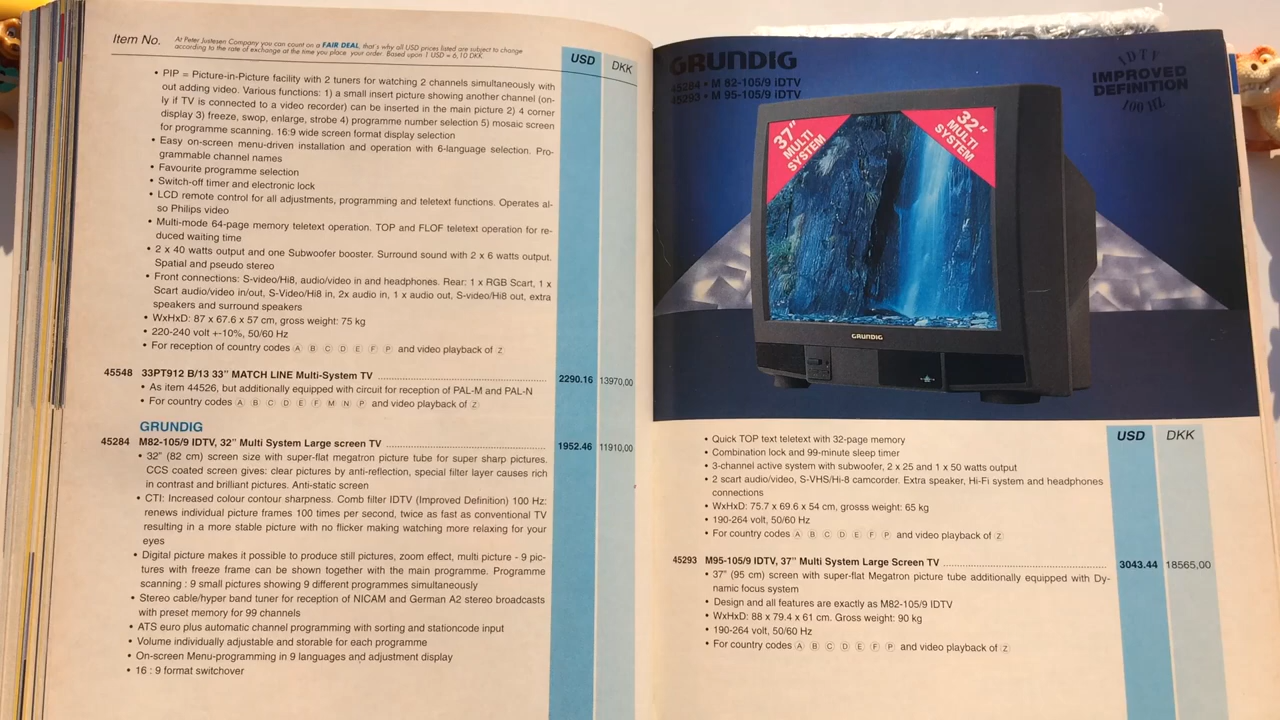 Item No.
At Peter Justesen Company you can count on a FAIR DEAL, that's why all USD prices listed are subject to change
according to the rate of exchange at the time you place your order. Based upon 1 USD = 6,10 DKK.
USD DKK
• PIP = Picture-in-Picture facility with 2 tuners for watching 2 channels simultaneously with
out adding video. Various functions: 1) a small insert picture showing another channel (on-
ly if TV is connected to a video recorder) can be inserted in the main picture 2) 4 corner
display 3) freeze, swop, enlarge, strobe 4) programme number selection 5) mosaic screen
for programme scanning. 16:9 wide screen format display selection
• Easy on-screen menu-driven installation and operation with 6-language selection. Pro-
grammable channel names
• Favourite programme selection
• Switch-off timer and electronic lock
• LCD remote control for all adjustments, programming and teletext functions. Operates al-
so Philips video
• Multi-mode 64-page memory teletext operation. TOP and FLOF teletext operation for re-
duced waiting time
• 2 x 40 watts output and one Subwoofer booster. Surround sound with 2 x 6 watts output.
Spatial and pseudo stereo
• Front connections: S-video/Hi8, audio/video in and headphones. Rear: 1 x RGB Scart, 1 x
Scart audio/video in/out, S-Video/Hi8 in, 2x audio in, 1 x audio out, S-video/Hi8 out, extra
speakers and surround speakers
• WxHxD: 87 x 67.6 x 57 cm, gross weight: 75 kg
• 220-240 volt +-10%, 50/60 Hz
• For reception of country codes A B C D E F P and video playback of Z
45548 33PT912 B/13 33" MATCH LINE Multi-System TV 2290.16 13970,00
• As item 44526, but additionally equipped with circuit for reception of PAL-M and PAL-N
• For country codes A B C D E F M N P and video playback of Z
GRUNDIG
45284 M82-105/9 IDTV, 32" Multi System Large screen TV 1952.46 11910,00
• 32" (82 cm) screen size with super-flat megatron picture tube for super sharp pictures.
CCS coated screen gives: clear pictures by anti-reflection, special filter layer causes rich
in contrast and brilliant pictures. Anti-static screen
• CTI: Increased colour contour sharpness. Comb filter IDTV (Improved Definition) 100 Hz:
renews individual picture frames 100 times per second, twice as fast as conventional TV
resulting in a more stable picture with no flicker making watching more relaxing for your
eyes
• Digital picture makes it possible to produce still pictures, zoom effect, multi picture - 9 pic-
tures with freeze frame can be shown together with the main programme. Programme
scanning : 9 small pictures showing 9 different programmes simultaneously
• Stereo cable/hyper band tuner for reception of NICAM and German A2 stereo broadcasts
with preset memory for 99 channels
• ATS euro plus automatic channel programming with sorting and stationcode input
• Volume individually adjustable and storable for each programme
• On-screen Menu-programming in 9 languages and adjustment display
• 16 : 9 format switchover
GRUNDIG
45284 • M 82-105/9 iDTV
45293 • M 95-105/9 iDTV
IDTV
IMPROVED
DEFINITION
100 HZ
37"
MULTI
SYSTEM
32"
MULTI
SYSTEM
GRUNDIG
USD DKK
• Quick TOP text teletext with 32-page memory
• Combination lock and 99-minute sleep timer
• 3-channel active system with subwoofer, 2 x 25 and 1 x 50 watts output
• 2 scart audio/video, S-VHS/Hi-8 camcorder. Extra speaker, Hi-Fi system and headphones
connections
• WxHxD: 75.7 x 69.6 x 54 cm, grosss weight: 65 kg
• 190-264 volt, 50/60 Hz
• For country codes A B C D E F P and video playback of Z
45293 M95-105/9 IDTV, 37" Multi System Large Screen TV 3043.44 18565,00
• 37" (95 cm) screen with super-flat Megatron picture tube additionally equipped with Dy-
namic focus system
• Design and all features are exactly as M82-105/9 IDTV
• WxHxD: 88 x 79.4 x 61 cm. Gross weight: 90 kg
• 190-264 volt, 50/60 Hz
• For country codes A B C D E F P and video playback of Z